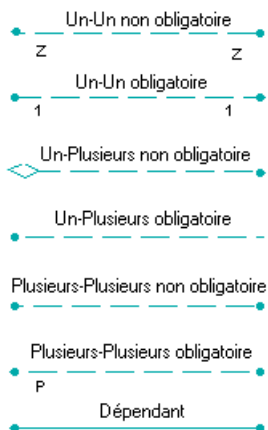 Un-Un non obligatoire
Z Z
Un-Un obligatoire
1 1
Un-Plusieurs non obligatoire
Un-Plusieurs obligatoire
Plusieurs-Plusieurs non obligatoire
Plusieurs-Plusieurs obligatoire
P
Dépendant